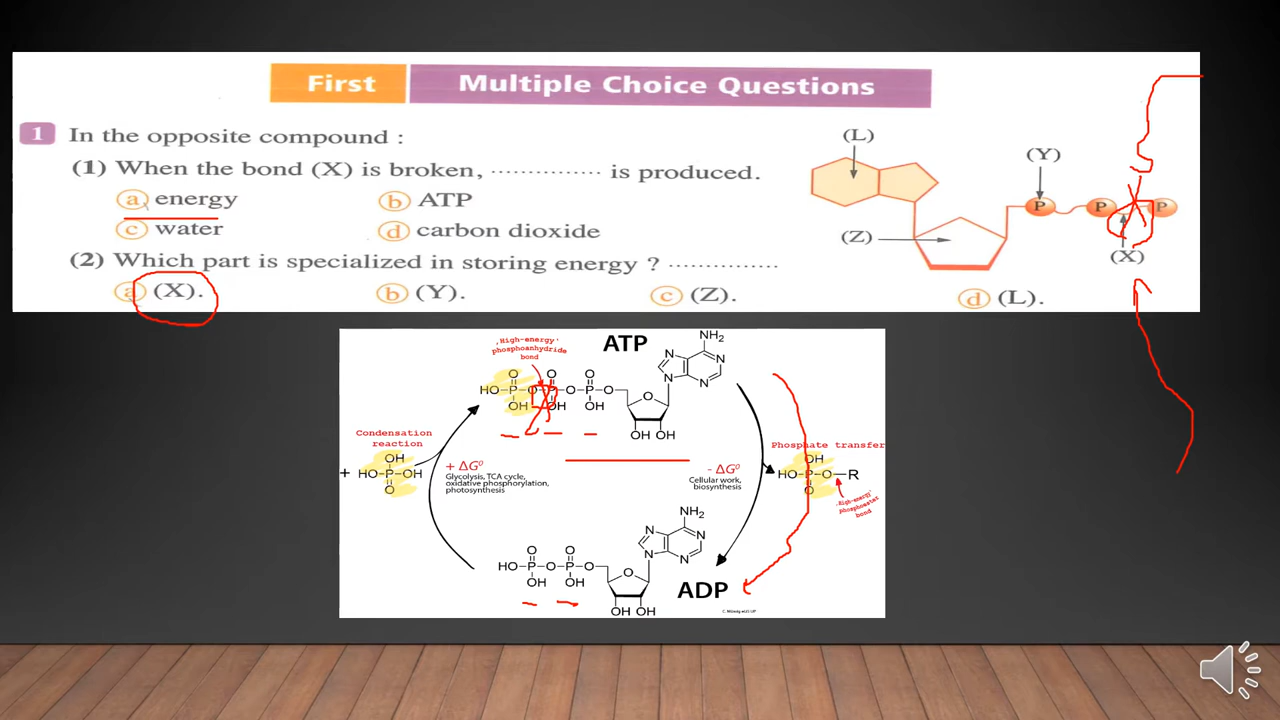 First Multiple Choice Questions
1 In the opposite compound :
(1) When the bond (X) is broken, ............... is produced.
a energy b ATP
c water d carbon dioxide
(2) Which part is specialized in storing energy ? ...............
a (X). b (Y). c (Z). d (L).
(L)
(Y)
P P P
(Z)
(X)
‚High-energy‘
phosphoanhydride
bond
ATP
NH₂
N N
N N
O O O
HO P O P O P O
OH OH OH
O
OH OH
Condensation
reaction
OH
+ HO P OH
O
+ ΔG⁰
Glycolysis, TCA cycle,
oxidative phosphorylation,
photosynthesis
- ΔG⁰
Cellular work,
biosynthesis
Phosphate transfer
OH
HO P O R
O
‚High-energy‘
phosphoester
bond
NH₂
N N
N N
O O
HO P O P O
OH OH
O
OH OH
ADP